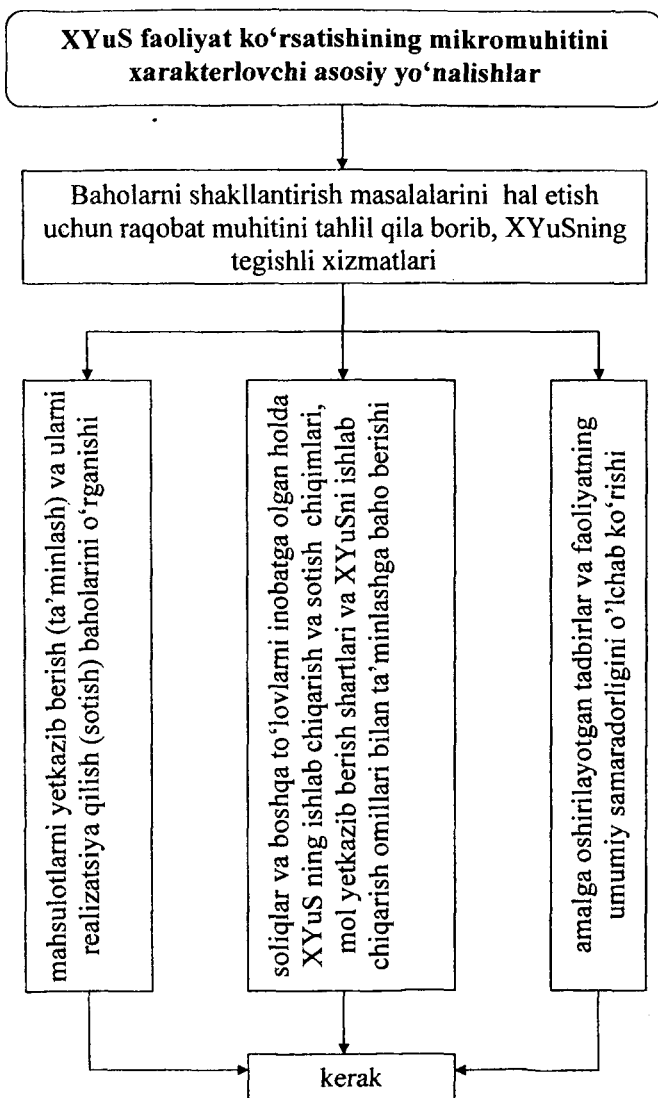 XYuS faoliyat ko‘rsatishining mikromuhitini
xarakterlovchi asosiy yo‘nalishlar
Baholarni shakllantirish masalalarini hal etish
uchun raqobat muhitini tahlil qila borib, XYuSning
tegishli xizmatlari
mahsulotlarni yetkazib berish (ta’minlash) va ularni
realizatsiya qilish (sotish) baholarini o‘rganishi
soliqlar va boshqa to‘lovlarni inobatga olgan holda
XYuS ning ishlab chiqarish va sotish chiqimlari,
mol yetkazib berish shartlari va XYuSni ishlab
chiqarish omillari bilan ta’minlashga baho berishi
amalga oshirilayotgan tadbirlar va faoliyatning
umumiy samaradorligini o’lchab ko‘rishi
kerak